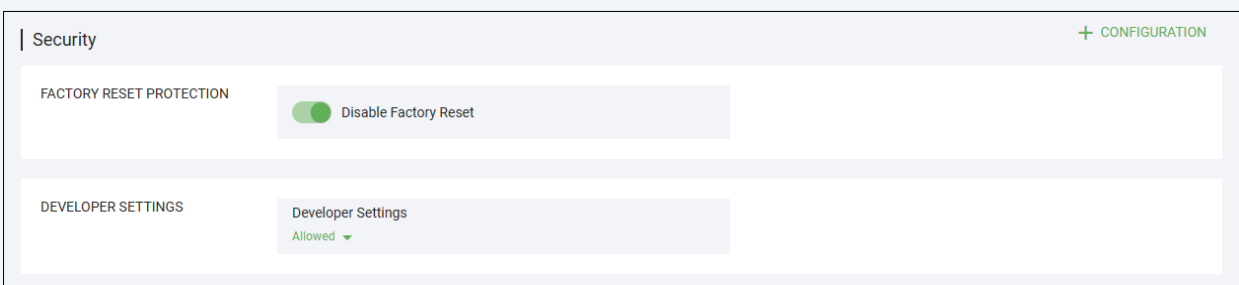 Security
+ CONFIGURATION
FACTORY RESET PROTECTION
Disable Factory Reset
DEVELOPER SETTINGS
Developer Settings
Allowed